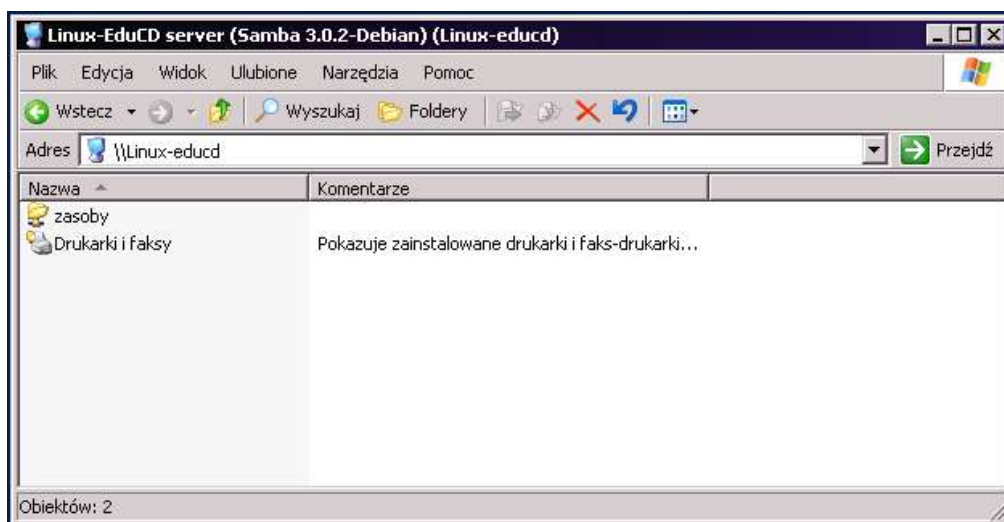 Linux-EduCD server (Samba 3.0.2-Debian) (Linux-educd)
Plik Edycja Widok Ulubione Narzędzia Pomoc
Wstecz Wyszukaj Foldery
Adres \\Linux-educd Przejdź
Nazwa Komentarze
zasoby
Drukarki i faksy Pokazuje zainstalowane drukarki i faks-drukarki...
Obiektów: 2